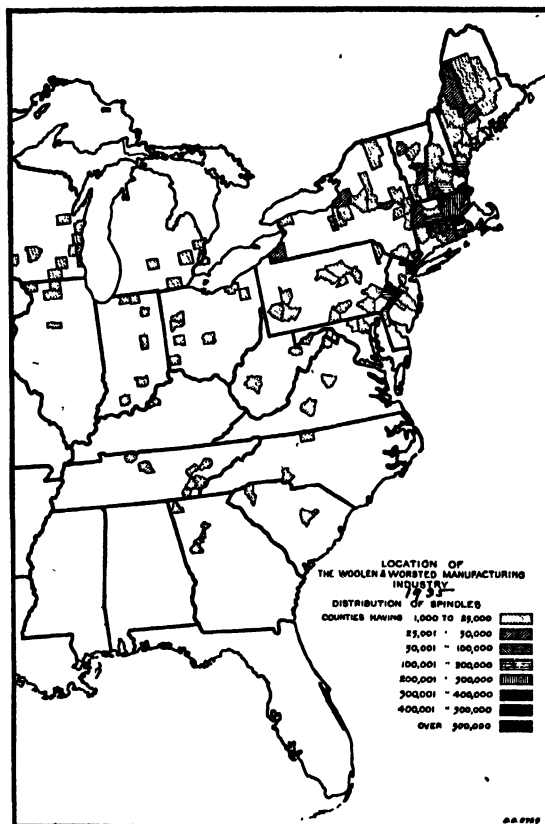 LOCATION OF
THE WOOLEN & WORSTED MANUFACTURING
INDUSTRY
1935
DISTRIBUTION OF SPINDLES
COUNTIES HAVING 1,000 TO 25,000
25,001 " 50,000
50,001 " 100,000
100,001 " 200,000
200,001 " 300,000
300,001 " 400,000
400,001 " 500,000
OVER 500,000